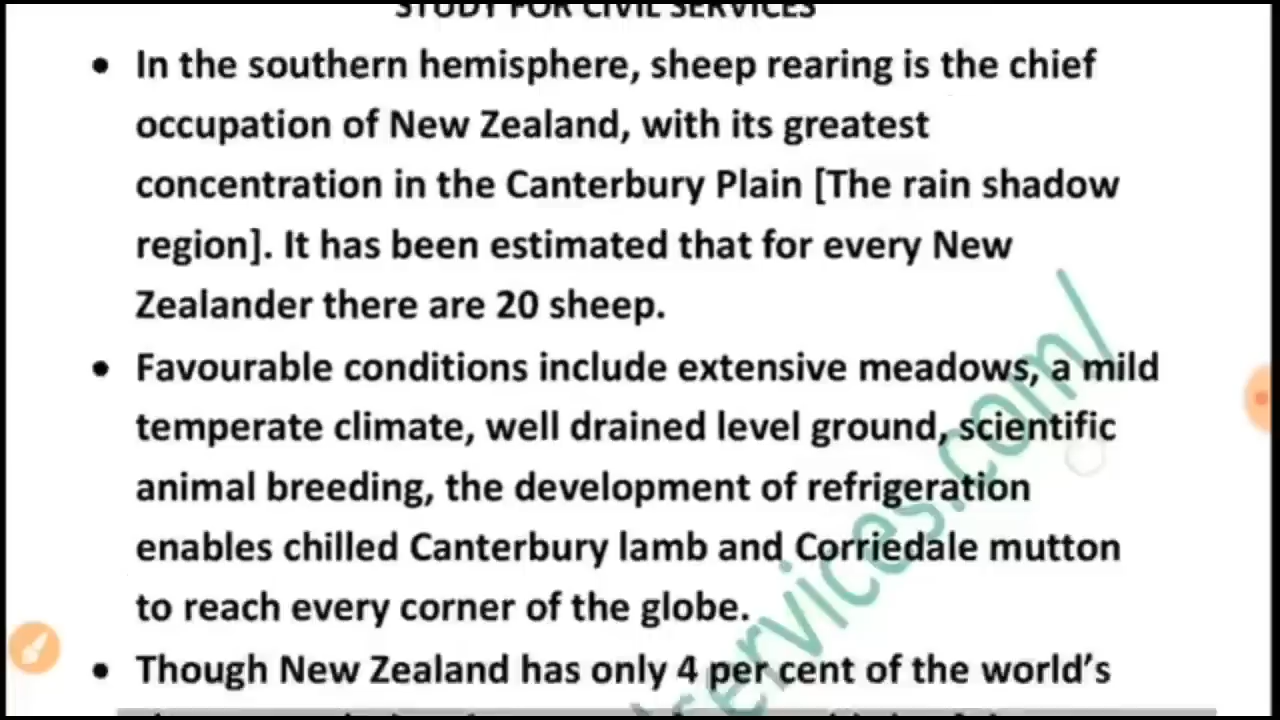 STUDY FOR CIVIL SERVICES
• In the southern hemisphere, sheep rearing is the chief
occupation of New Zealand, with its greatest
concentration in the Canterbury Plain [The rain shadow
region]. It has been estimated that for every New
Zealander there are 20 sheep.
• Favourable conditions include extensive meadows, a mild
temperate climate, well drained level ground, scientific
animal breeding, the development of refrigeration
enables chilled Canterbury lamb and Corriedale mutton
to reach every corner of the globe.
• Though New Zealand has only 4 per cent of the world's
lservices.com/